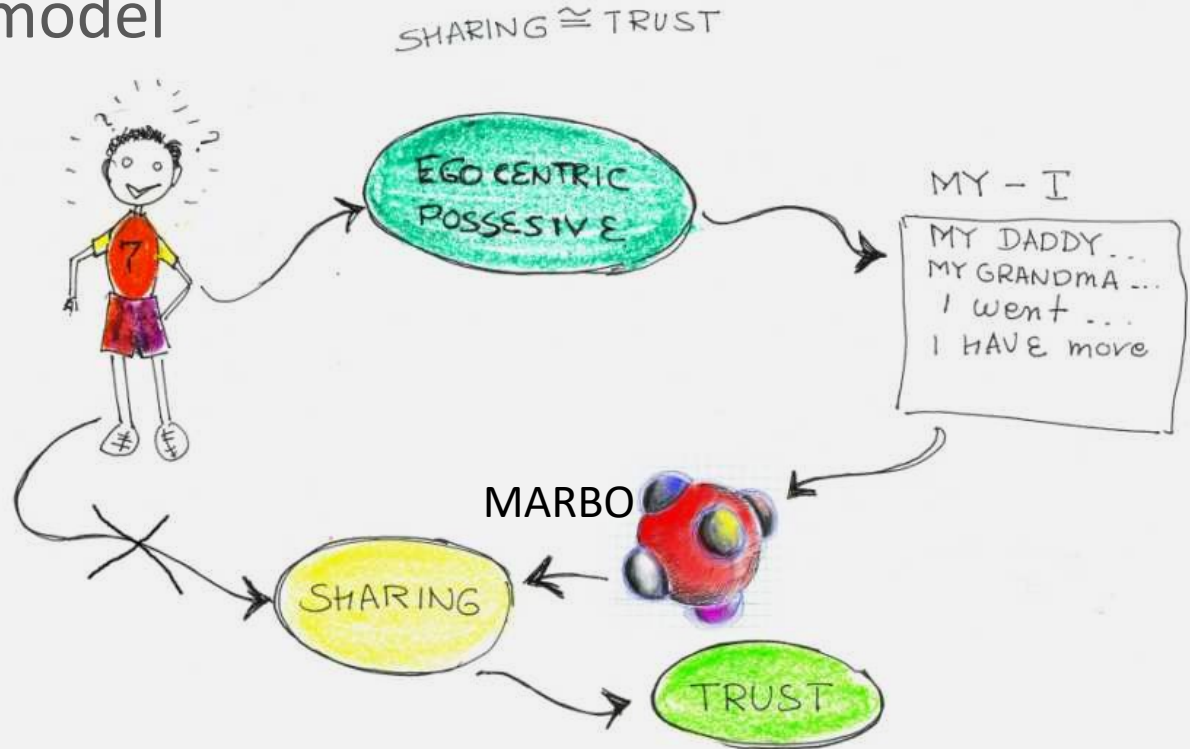 model
SHARING ≅ TRUST
? ?
7
EGO CENTRIC
POSSESIVE
MY - I
MY DADDY...
MY GRANDMA ...
I went ...
I HAVE more
MARBO
SHARING
TRUST